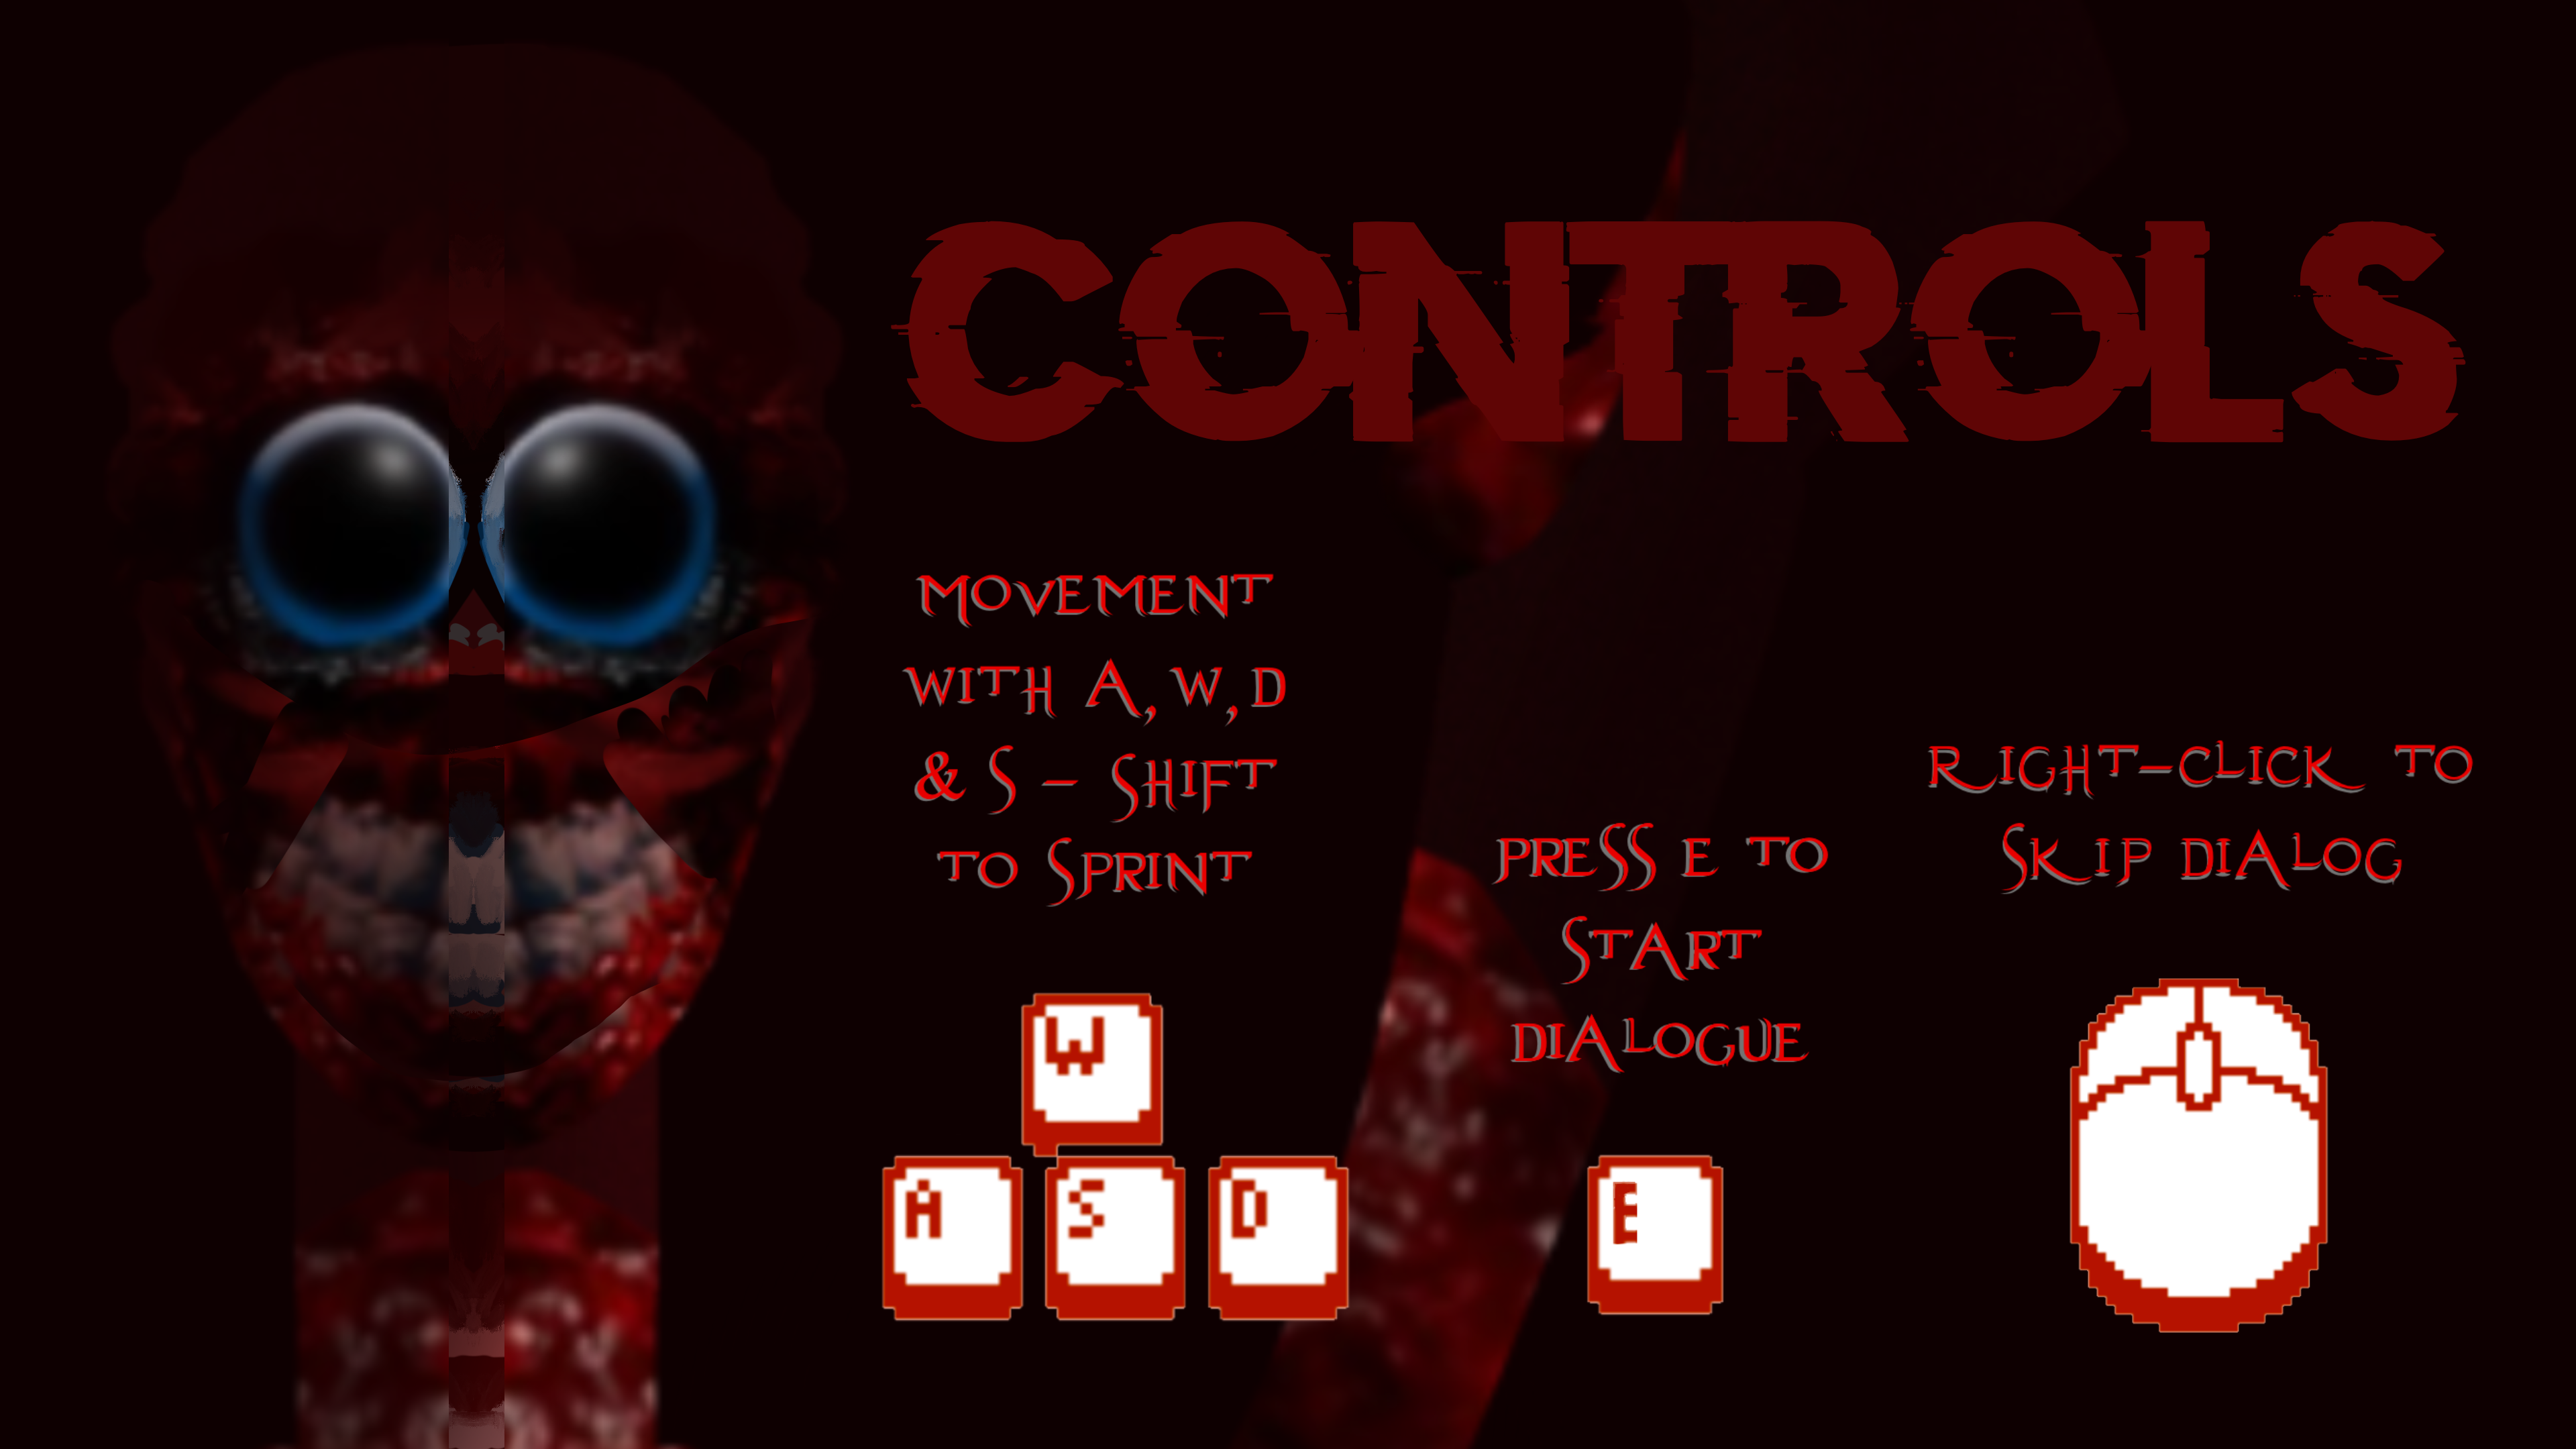 CONTROLS
MOVEMENT
WITH A, W, D
& S - SHIFT
TO SPRINT
PRESS E TO
START
DIALOGUE
RIGHT-CLICK TO
SKIP DIALOG
W
A S D
E